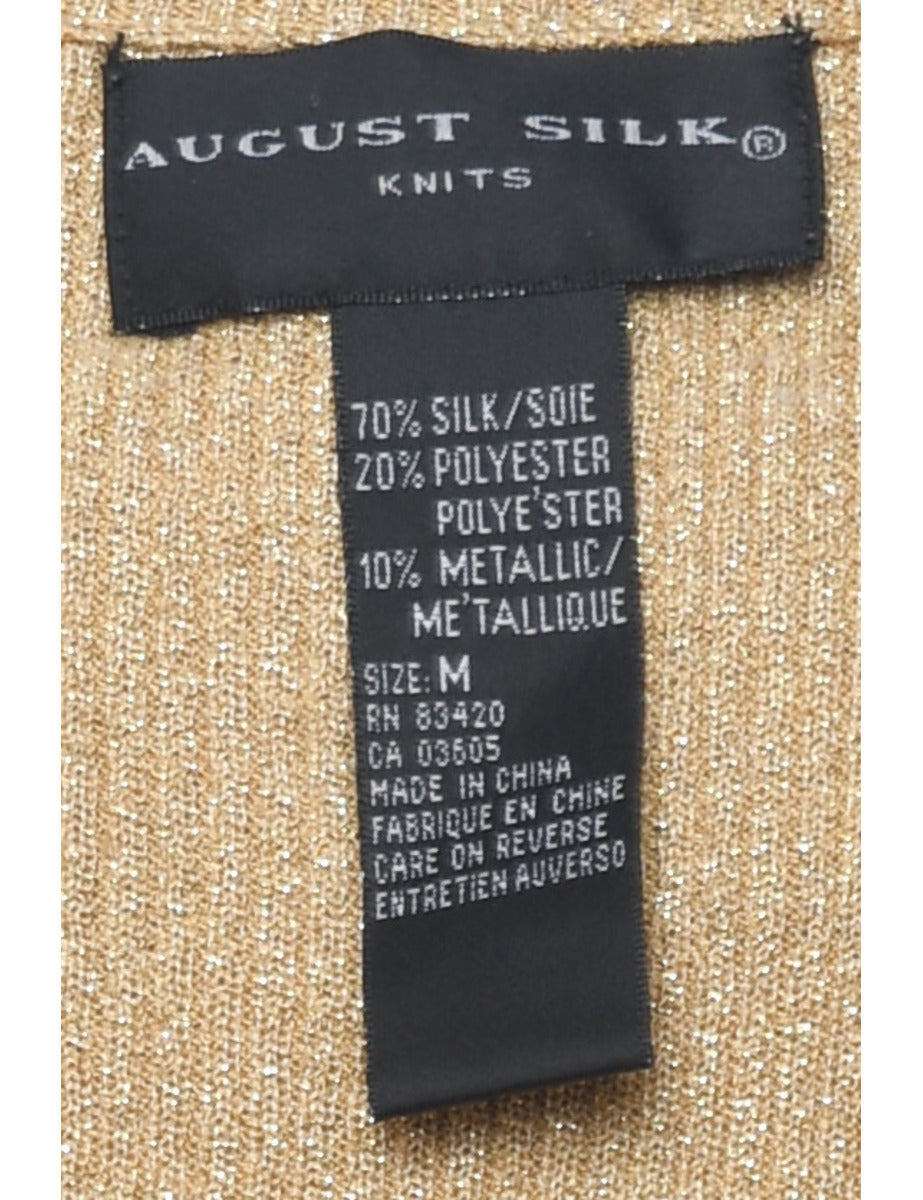 AUGUST SILK®
KNITS
70% SILK/SOIE
20% POLYESTER
POLYE'STER
10% METALLIC/
ME'TALLIQUE
SIZE: M
RN 83420
CA 03605
MADE IN CHINA
FABRIQUE EN CHINE
CARE ON REVERSE
ENTRETIEN AUVERSO